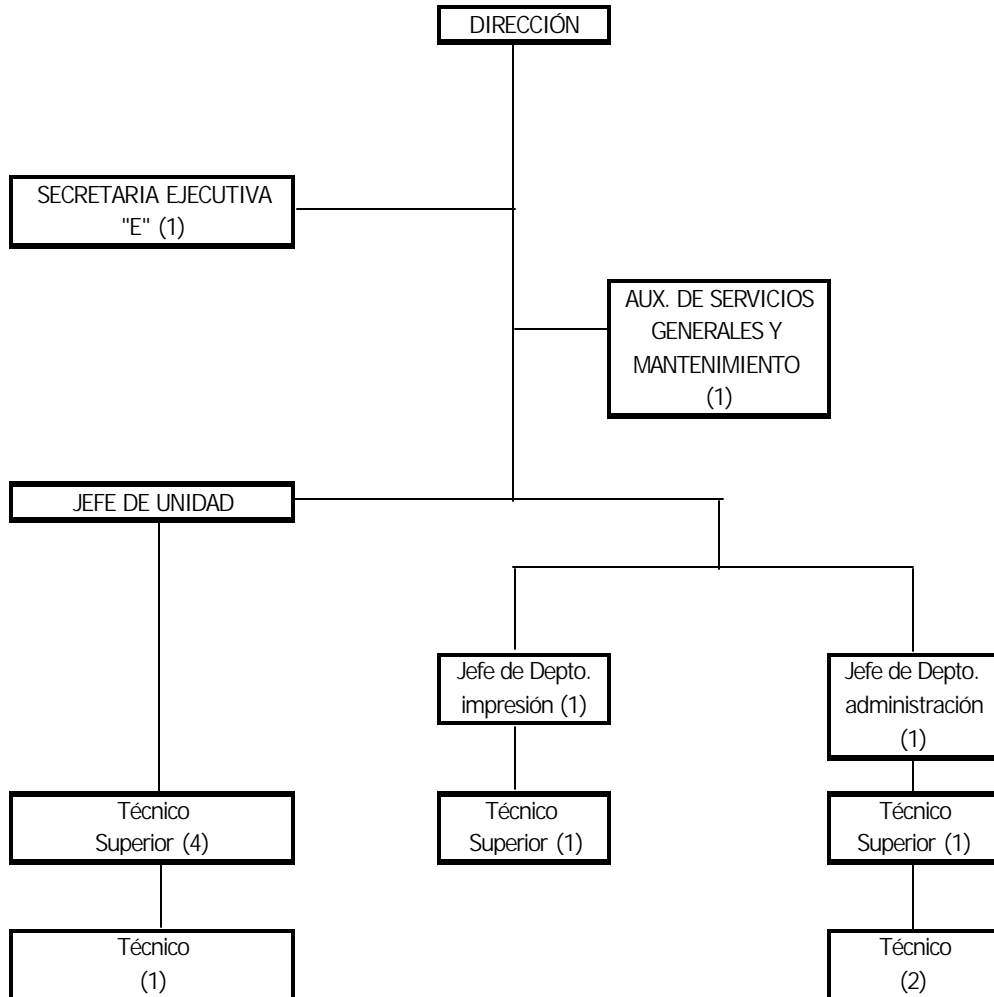 DIRECCIÓN
SECRETARIA EJECUTIVA
"E" (1)
AUX. DE SERVICIOS
GENERALES Y
MANTENIMIENTO
(1)
JEFE DE UNIDAD
Jefe de Depto.
impresión (1)
Jefe de Depto.
administración
(1)
Técnico
Superior (4)
Técnico
Superior (1)
Técnico
Superior (1)
Técnico
(1)
Técnico
(2)